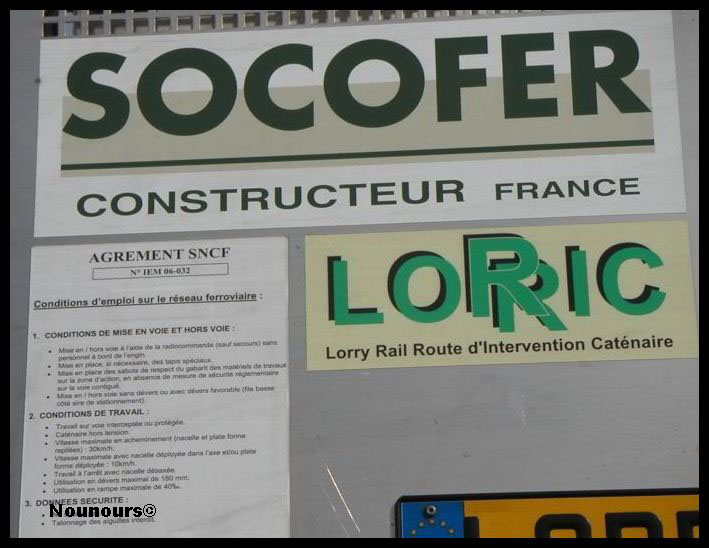 SOCOFER
CONSTRUCTEUR FRANCE
AGREMENT SNCF
N° IEM 06-032
Conditions d'emploi sur le réseau ferroviaire :
1. CONDITIONS DE MISE EN VOIE ET HORS VOIE :
• Mise en / hors voie à l'aide de la radiocommande (sauf secours) sans
personnel à bord de l'engin.
• Mise en place, si nécessaire, des tapis spéciaux.
• Mise en place des sabots de respect du gabarit des matériels de travaux
sur la zone d'action, en absence de mesure de sécurité réglementaire
sur la voie contiguë.
• Mise en / hors voie sans dévers ou avec dévers favorable (file basse
côté aire de stationnement).
2. CONDITIONS DE TRAVAIL :
• Travail sur voie interceptée ou protégée.
• Caténaire hors tension.
• Vitesse maximale en acheminement (nacelle et plate forme
repliées) : 30km/h.
• Vitesse maximale avec nacelle déployée dans l'axe et/ou plate
forme déployée : 10km/h.
• Travail à l'arrêt avec nacelle désaxée.
• Utilisation en dévers maximal de 180 mm.
• Utilisation en rampe maximale de 40‰.
3. DONNEES SECURITE :
• Talonnage des aiguilles interdit.
Nounours©
LORRIC
Lorry Rail Route d'Intervention Caténaire